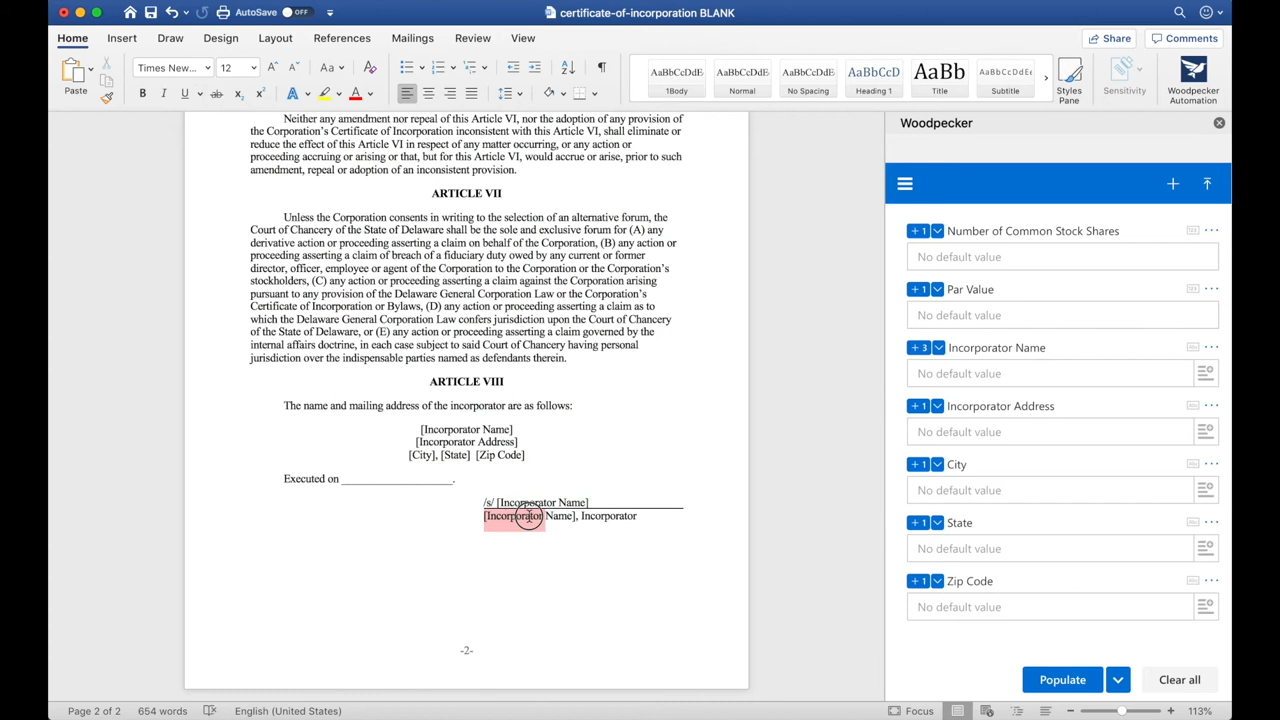 AutoSave OFF
certificate-of-incorporation BLANK
Home Insert Draw Design Layout References Mailings Review View
Share Comments
Paste
Times New... 12
AaBbCcDdE 1Body
AaBbCcDdE Normal
AaBbCcDdE No Spacing
AaBbCcD Heading 1
AaBb Title
AaBbCcDdE Subtitle
Styles Pane
Sensitivity
Woodpecker Automation
Neither any amendment nor repeal of this Article VI, nor the adoption of any provision of
the Corporation's Certificate of Incorporation inconsistent with this Article VI, shall eliminate or
reduce the effect of this Article VI in respect of any matter occurring, or any action or
proceeding accruing or arising or that, but for this Article VI, would accrue or arise, prior to such
amendment, repeal or adoption of an inconsistent provision.
ARTICLE VII
Unless the Corporation consents in writing to the selection of an alternative forum, the
Court of Chancery of the State of Delaware shall be the sole and exclusive forum for (A) any
derivative action or proceeding asserting a claim on behalf of the Corporation, (B) any action or
proceeding asserting a claim of breach of a fiduciary duty owed by any current or former
director, officer, employee or agent of the Corporation to the Corporation or the Corporation's
stockholders, (C) any action or proceeding asserting a claim against the Corporation arising
pursuant to any provision of the Delaware General Corporation Law or the Corporation's
Certificate of Incorporation or Bylaws, (D) any action or proceeding asserting a claim as to
which the Delaware General Corporation Law confers jurisdiction upon the Court of Chancery
of the State of Delaware, or (E) any action or proceeding asserting a claim governed by the
internal affairs doctrine, in each case subject to said Court of Chancery having personal
jurisdiction over the indispensable parties named as defendants therein.
ARTICLE VIII
The name and mailing address of the incorporator are as follows:
[Incorporator Name]
[Incorporator Address]
[City], [State] [Zip Code]
Executed on ____________________.
/s/ [Incorporator Name]
[Incorporator Name], Incorporator
-2-
Woodpecker
+ 1 Number of Common Stock Shares
No default value
+ 1 Par Value
No default value
+ 3 Incorporator Name
No default value
+ 1 Incorporator Address
No default value
+ 1 City
No default value
+ 1 State
No default value
+ 1 Zip Code
No default value
Populate Clear all
Page 2 of 2 654 words English (United States) Focus 113%